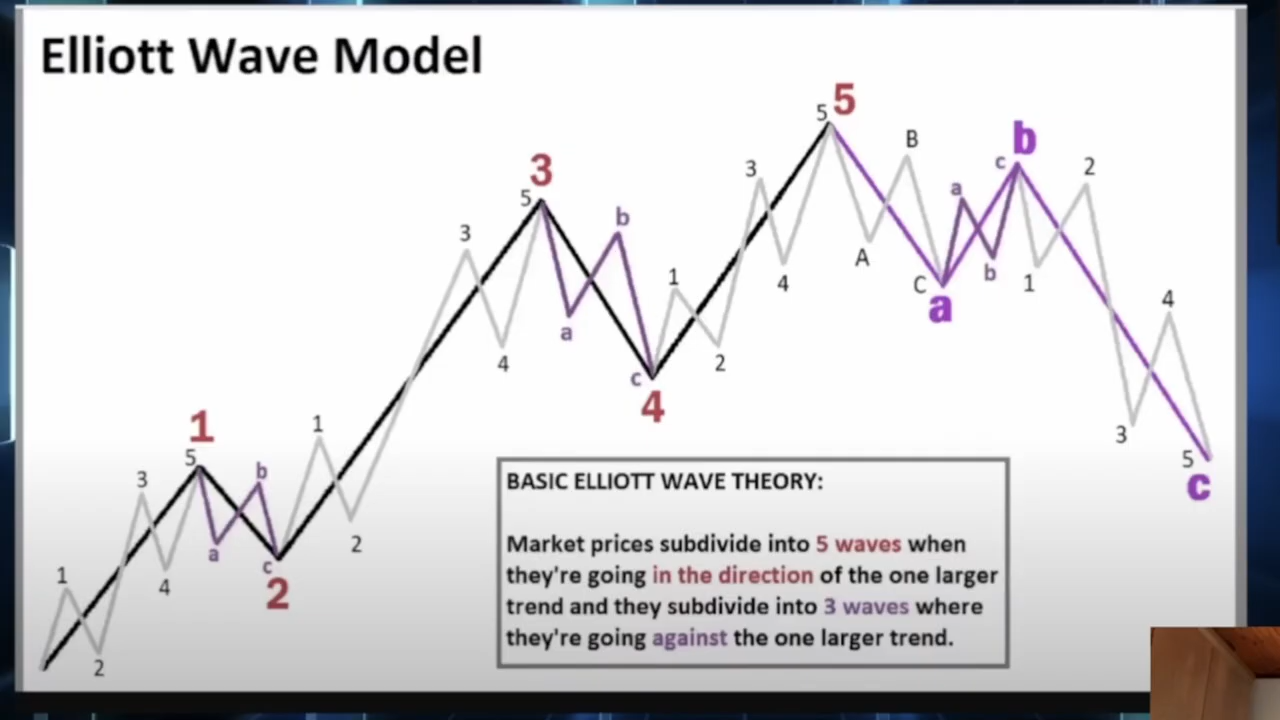 Elliott Wave Model
5 5
b
B
3
c
2
3
5
a
b
3
A
4
b
1
C
a
1
4
a
4
2
c
4
3
1
1
5
c
5
b
3
a
c
2
2
1
4
2
BASIC ELLIOTT WAVE THEORY:
Market prices subdivide into 5 waves when
they're going in the direction of the one larger
trend and they subdivide into 3 waves where
they're going against the one larger trend.